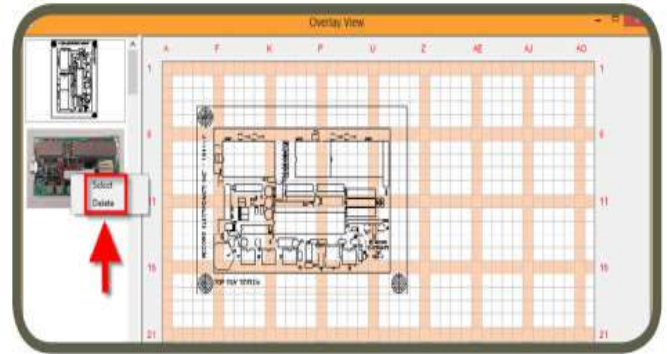 Overlay View
A F K P U Z AE AJ AO
1 1
6 6
Select
Delete
11 11
16 16
21 21